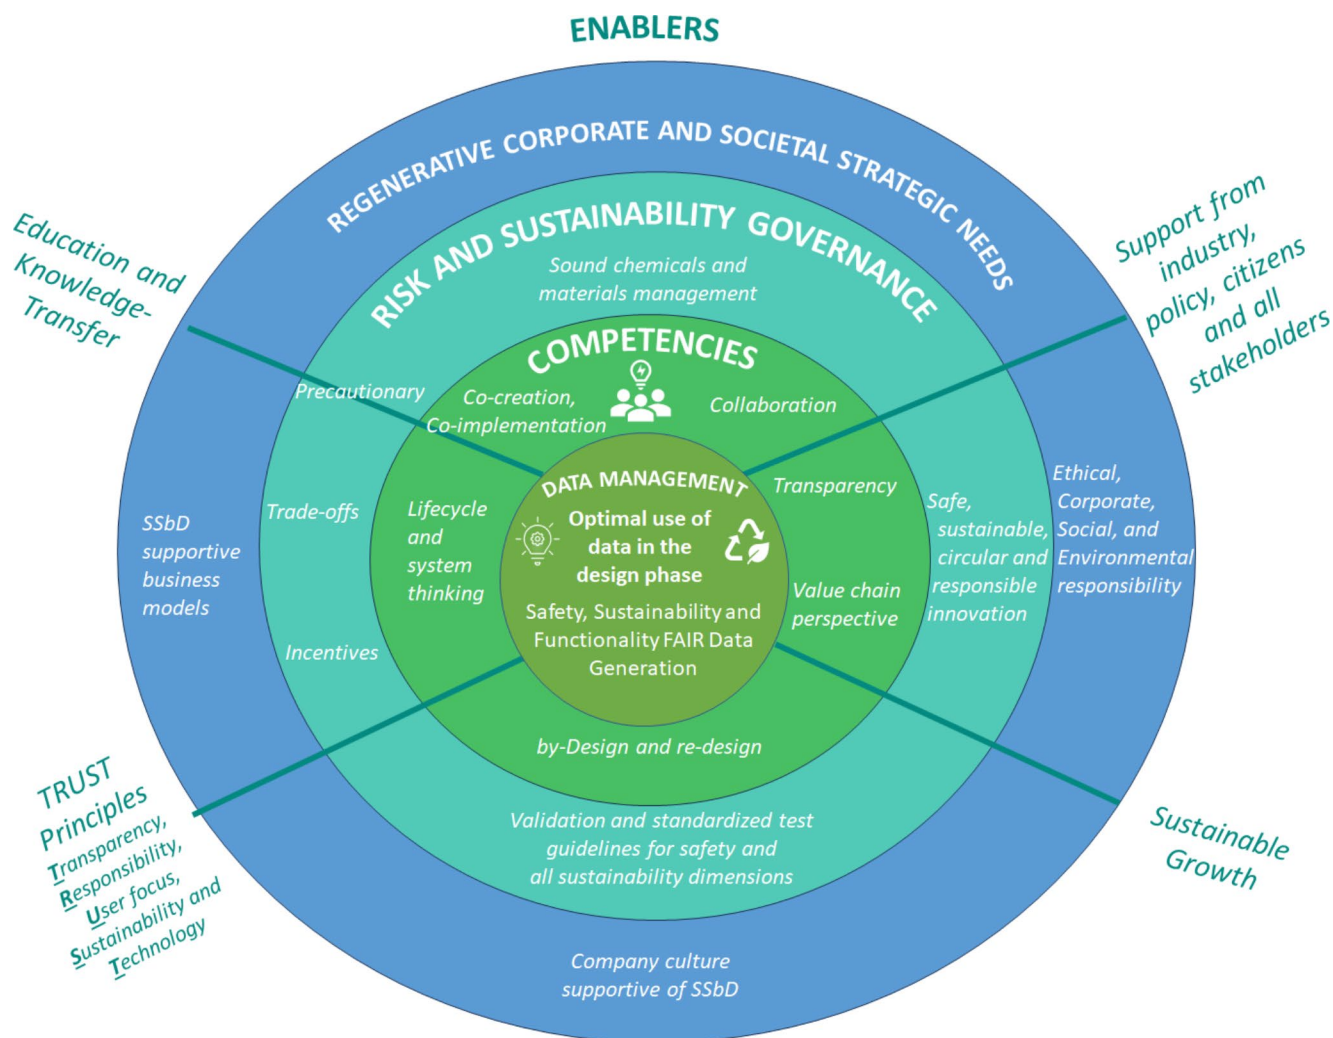 ENABLERS
REGENERATIVE CORPORATE AND SOCIETAL STRATEGIC NEEDS
RISK AND SUSTAINABILITY GOVERNANCE
Sound chemicals and
materials management
COMPETENCIES
Education and
Knowledge-
Transfer
Support from
industry,
policy, citizens
and all
stakeholders
Precautionary
Co-creation,
Co-implementation
Collaboration
DATA MANAGEMENT
Optimal use of
data in the
design phase
Safety, Sustainability and
Functionality FAIR Data
Generation
Transparency
Value chain
perspective
Lifecycle
and
system
thinking
Trade-offs
Incentives
SSbD
supportive
business
models
Safe,
sustainable,
circular and
responsible
innovation
Ethical,
Corporate,
Social, and
Environmental
responsibility
by-Design and re-design
Validation and standardized test
guidelines for safety and
all sustainability dimensions
Company culture
supportive of SSbD
TRUST
Principles
Transparency,
Responsibility,
User focus,
Sustainability and
Technology
Sustainable
Growth